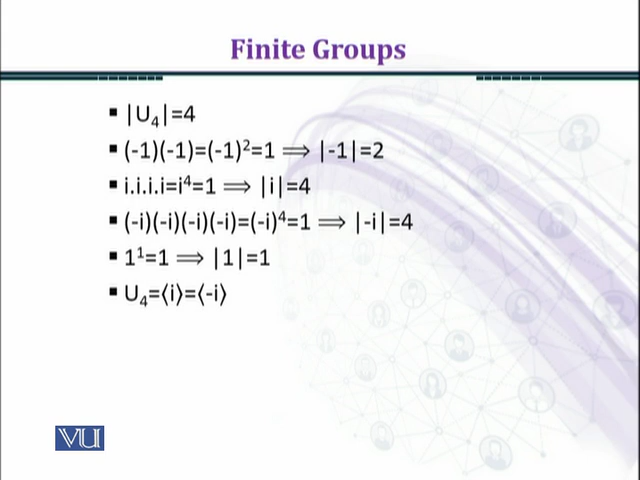 Finite Groups
▪ |U₄|=4
▪ (-1)(-1)=(-1)²=1 ⟹ |-1|=2
▪ i.i.i.i=i⁴=1 ⟹ |i|=4
▪ (-i)(-i)(-i)(-i)=(-i)⁴=1 ⟹ |-i|=4
▪ 1¹=1 ⟹ |1|=1
▪ U₄=⟨i⟩=⟨-i⟩
VU